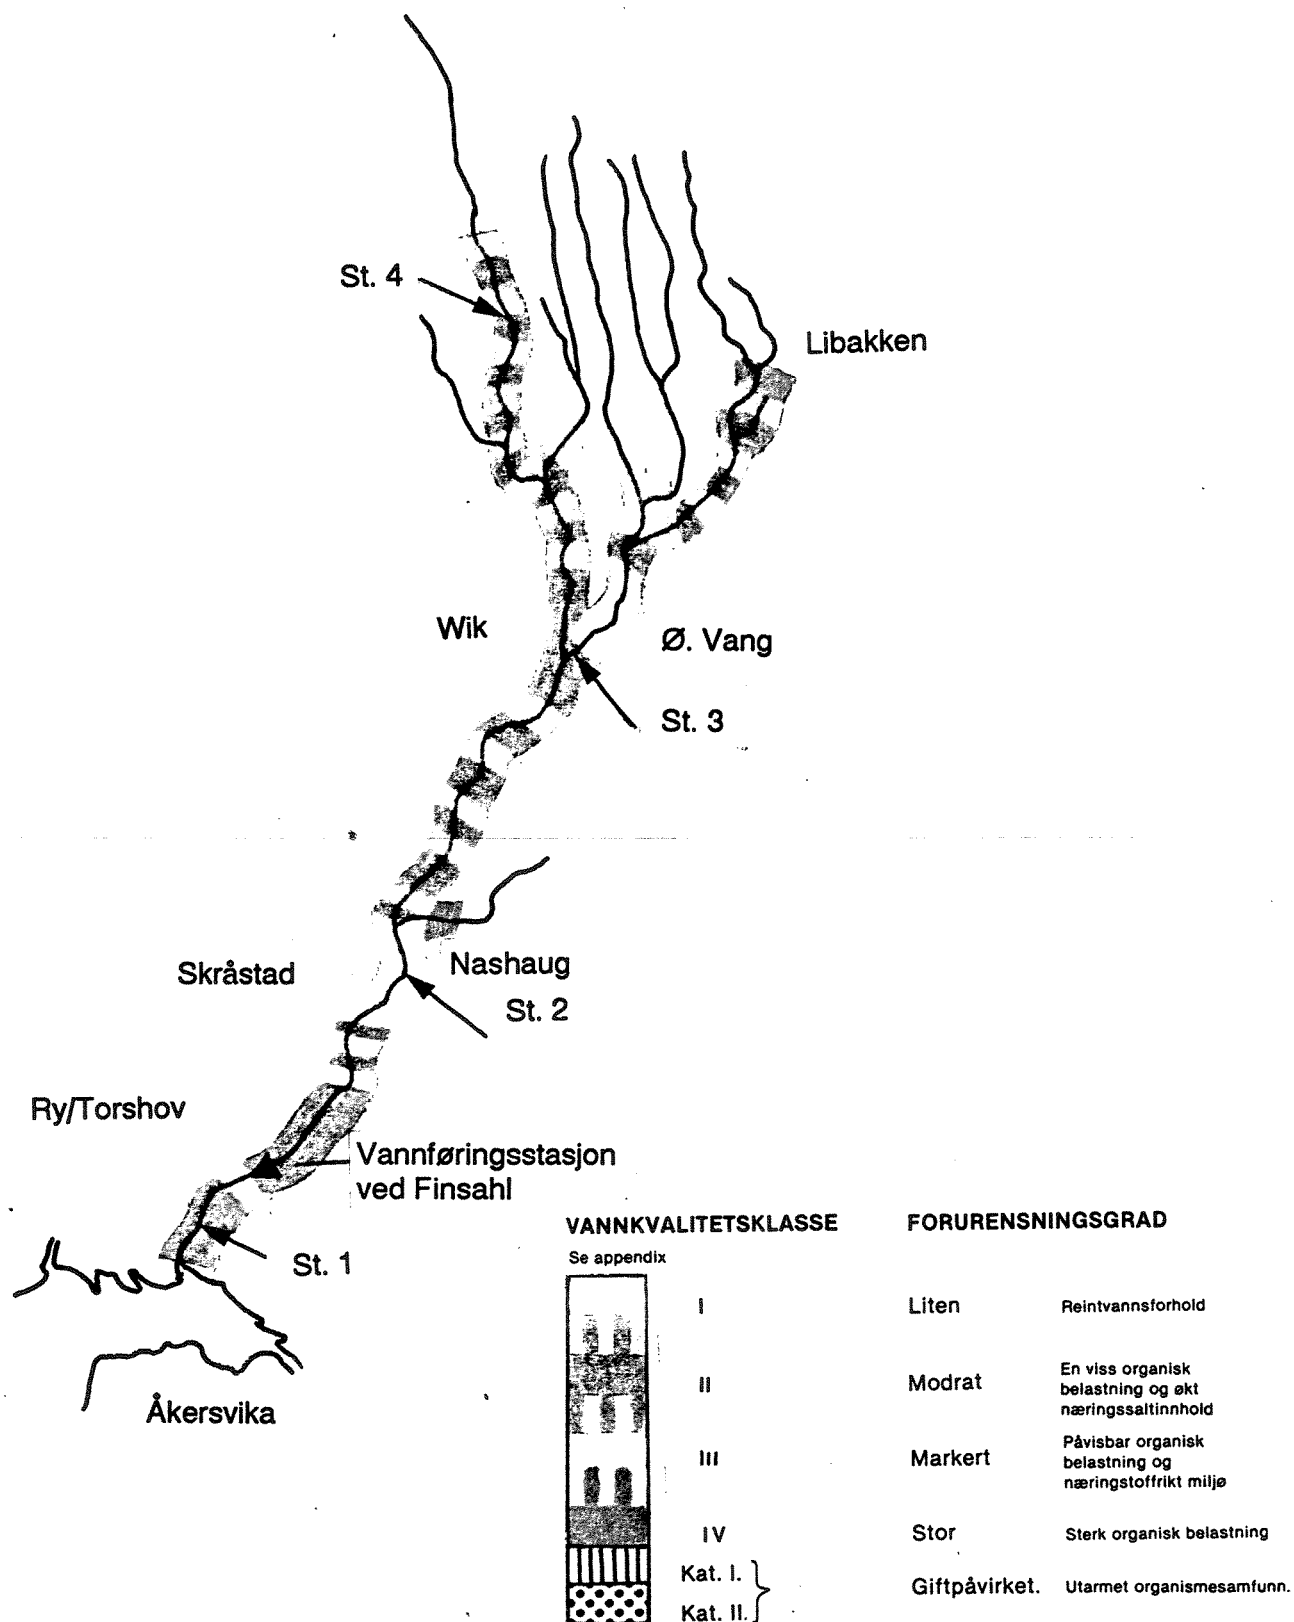 St. 4
Libakken
Wik
Ø. Vang
St. 3
Skråstad
Nashaug
St. 2
Ry/Torshov
Vannføringsstasjon
ved Finsahl
St. 1
Åkersvika
VANNKVALITETSKLASSE FORURENSNINGSGRAD
Se appendix
I Liten Reintvannsforhold
II Modrat En viss organisk
belastning og økt
næringssaltinnhold
III Markert Påvisbar organisk
belastning og
næringstoffrikt miljø
IV Stor Sterk organisk belastning
Kat. I.
Giftpåvirket. Utarmet organismesamfunn.
Kat. II.